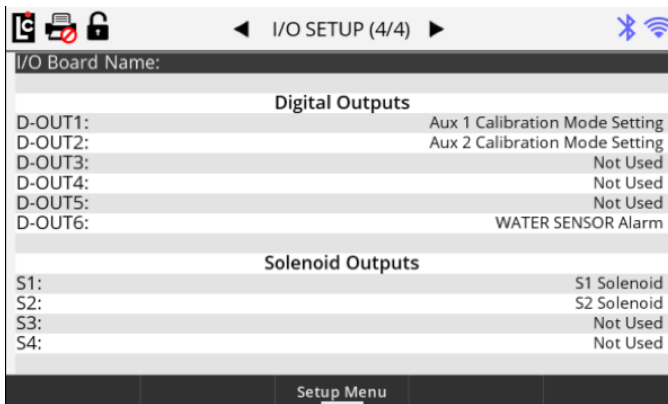 LC
I/O SETUP (4/4)
I/O Board Name:
Digital Outputs
D-OUT1: Aux 1 Calibration Mode Setting
D-OUT2: Aux 2 Calibration Mode Setting
D-OUT3: Not Used
D-OUT4: Not Used
D-OUT5: Not Used
D-OUT6: WATER SENSOR Alarm
Solenoid Outputs
S1: S1 Solenoid
S2: S2 Solenoid
S3: Not Used
S4: Not Used
Setup Menu